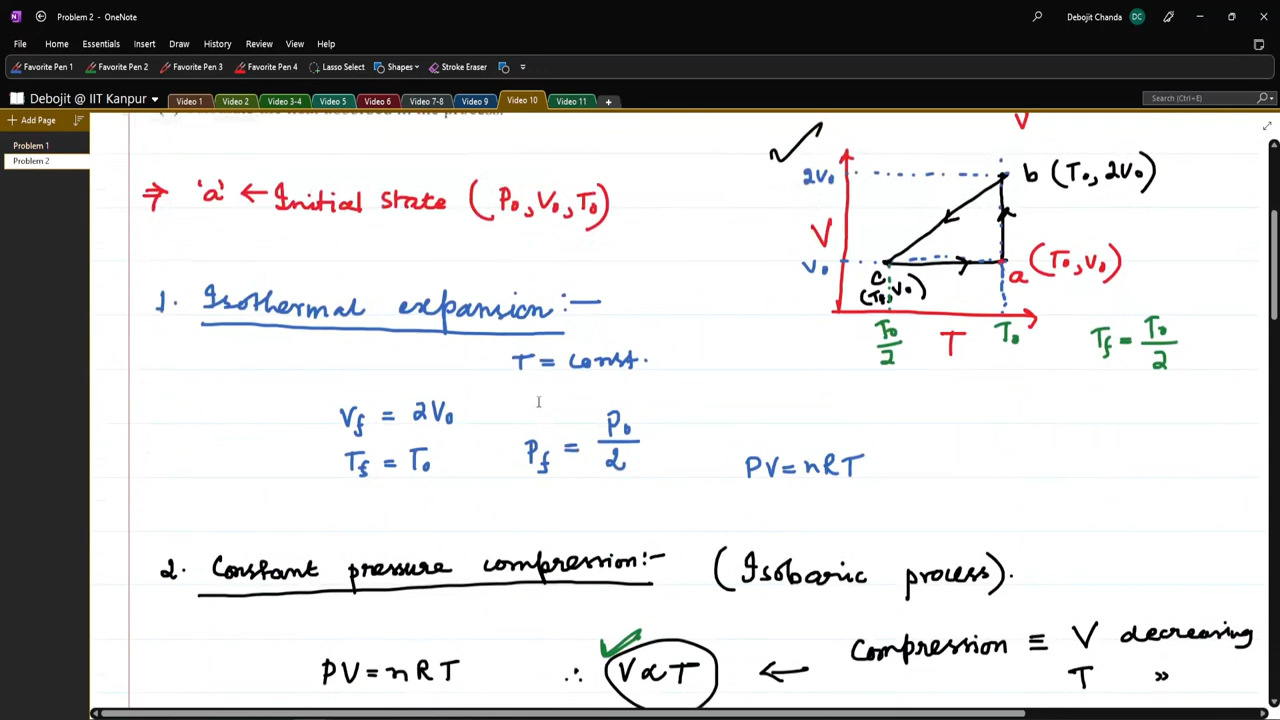 Problem 2 - OneNote
Debojit Chanda DC
File Home Essentials Insert Draw History Review View Help
Favorite Pen 1 Favorite Pen 2 Favorite Pen 3 Favorite Pen 4 Lasso Select Shapes Stroke Eraser
Debojit @ IIT Kanpur Video 1 Video 2 Video 3-4 Video 5 Video 6 Video 7-8 Video 9 Video 10 Video 11 + Search (Ctrl+E)
+ Add Page
Problem 1
Problem 2
V
⇒ 'a' ← Initial state (P₀, V₀, T₀)
2V₀ b (T₀, 2V₀)
V
V₀ c a (T₀, V₀)
T₀/2 T T₀ T_f = T₀/2
1. Isothermal expansion:-
T = const.
V_f = 2V₀
T_f = T₀ P_f = P₀/2
PV = nRT
2. Constant pressure compression:- (Isobaric process).
PV = nRT ∴ V∝T ← Compression ≡ V decreasing
T "